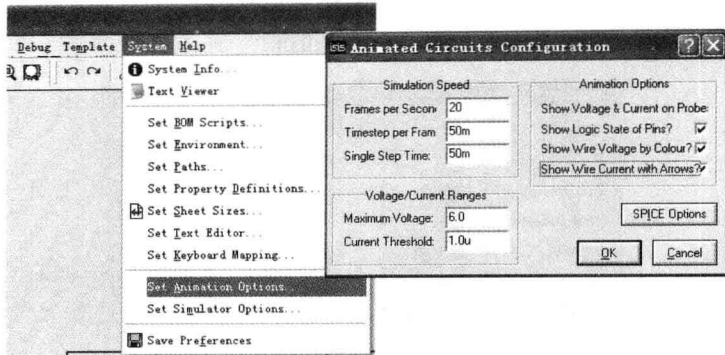 Debug Template System Help
System Info...
Text Viewer
Set BOM Scripts...
Set Environment...
Set Paths...
Set Property Definitions...
Set Sheet Sizes...
Set Text Editor...
Set Keyboard Mapping...
Set Animation Options...
Set Simulator Options...
Save Preferences
isis Animated Circuits Configuration
Simulation Speed
Frames per Secon 20
Timestep per Fram 50m
Single Step Time: 50m
Voltage/Current Ranges
Maximum Voltage: 6.0
Current Threshold: 1.0u
Animation Options
Show Voltage & Current on Probe
Show Logic State of Pins?
Show Wire Voltage by Colour?
Show Wire Current with Arrows?
SPICE Options
OK Cancel